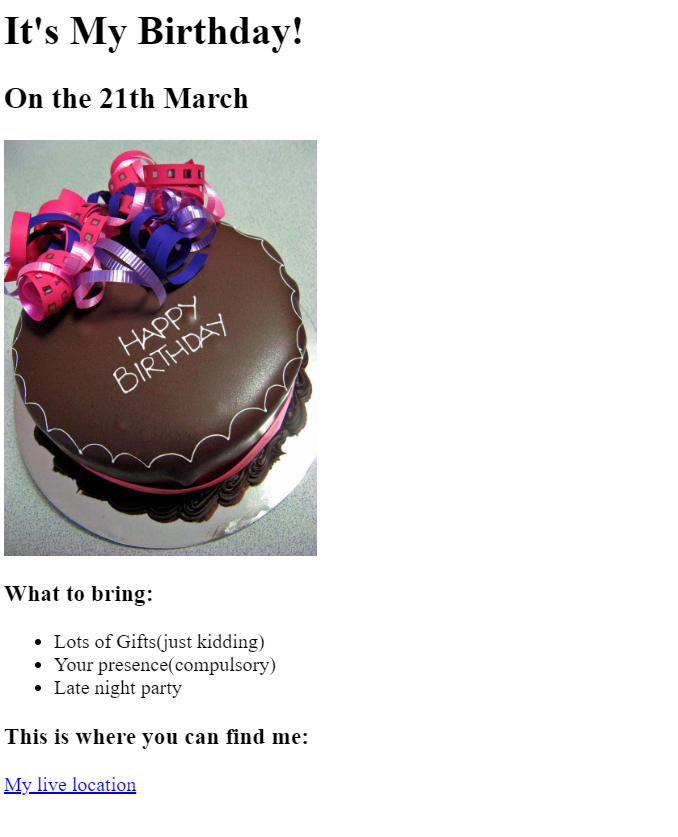 It's My Birthday!
On the 21th March
HAPPY
BIRTHDAY
What to bring:
Lots of Gifts(just kidding)
Your presence(compulsory)
Late night party
This is where you can find me:
My live location